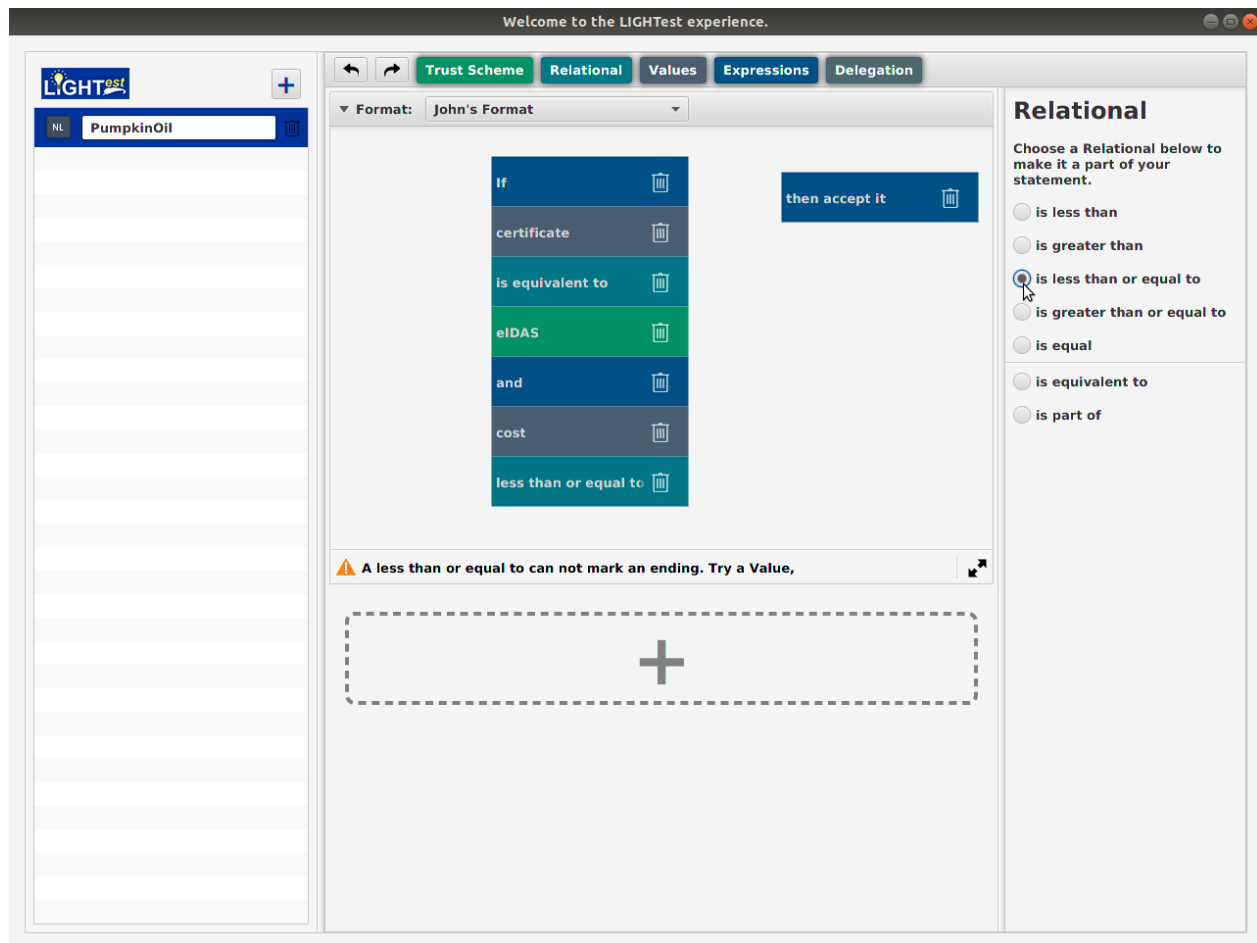 Welcome to the LIGHTest experience.
LIGHTest
NL PumpkinOil
Trust Scheme Relational Values Expressions Delegation
Format: John's Format
If
certificate
is equivalent to
eIDAS
and
cost
less than or equal to
then accept it
A less than or equal to can not mark an ending. Try a Value,
Relational
Choose a Relational below to
make it a part of your
statement.
is less than
is greater than
is less than or equal to
is greater than or equal to
is equal
is equivalent to
is part of